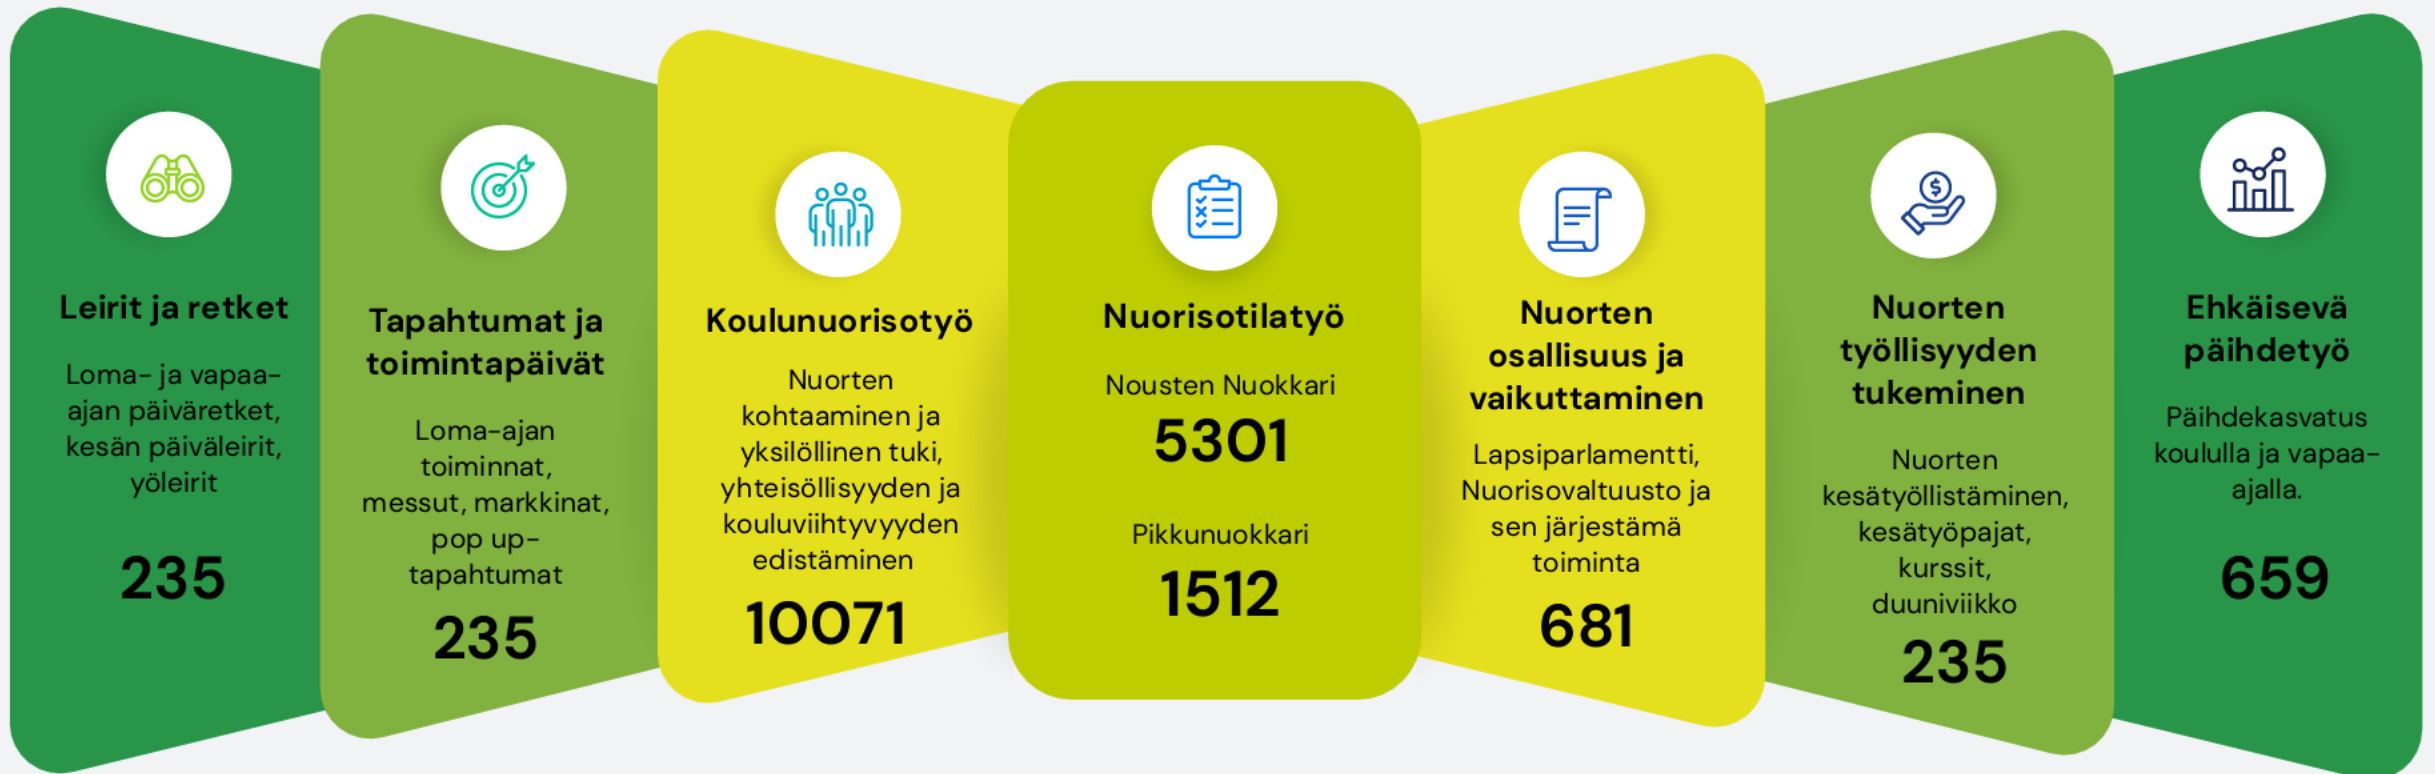 Leirit ja retket
Loma- ja vapaa-
ajan päiväretket,
kesän päiväleirit,
yöleirit
235
Tapahtumat ja
toimintapäivät
Loma-ajan
toiminnat,
messut, markkinat,
pop up-
tapahtumat
235
Koulunuorisotyö
Nuorten
kohtaaminen ja
yksilöllinen tuki,
yhteisöllisyyden ja
kouluviihtyvyyden
edistäminen
10071
Nuorisotilatyö
Nousten Nuokkari
5301
Pikkunuokkari
1512
Nuorten
osallisuus ja
vaikuttaminen
Lapsiparlamentti,
Nuorisovaltuusto ja
sen järjestämä
toiminta
681
Nuorten
työllisyyden
tukeminen
Nuorten
kesätyöllistäminen,
kesätyöpajat,
kurssit,
duuniviikko
235
Ehkäisevä
päihdetyö
Päihdekasvatus
koululla ja vapaa-
ajalla.
659